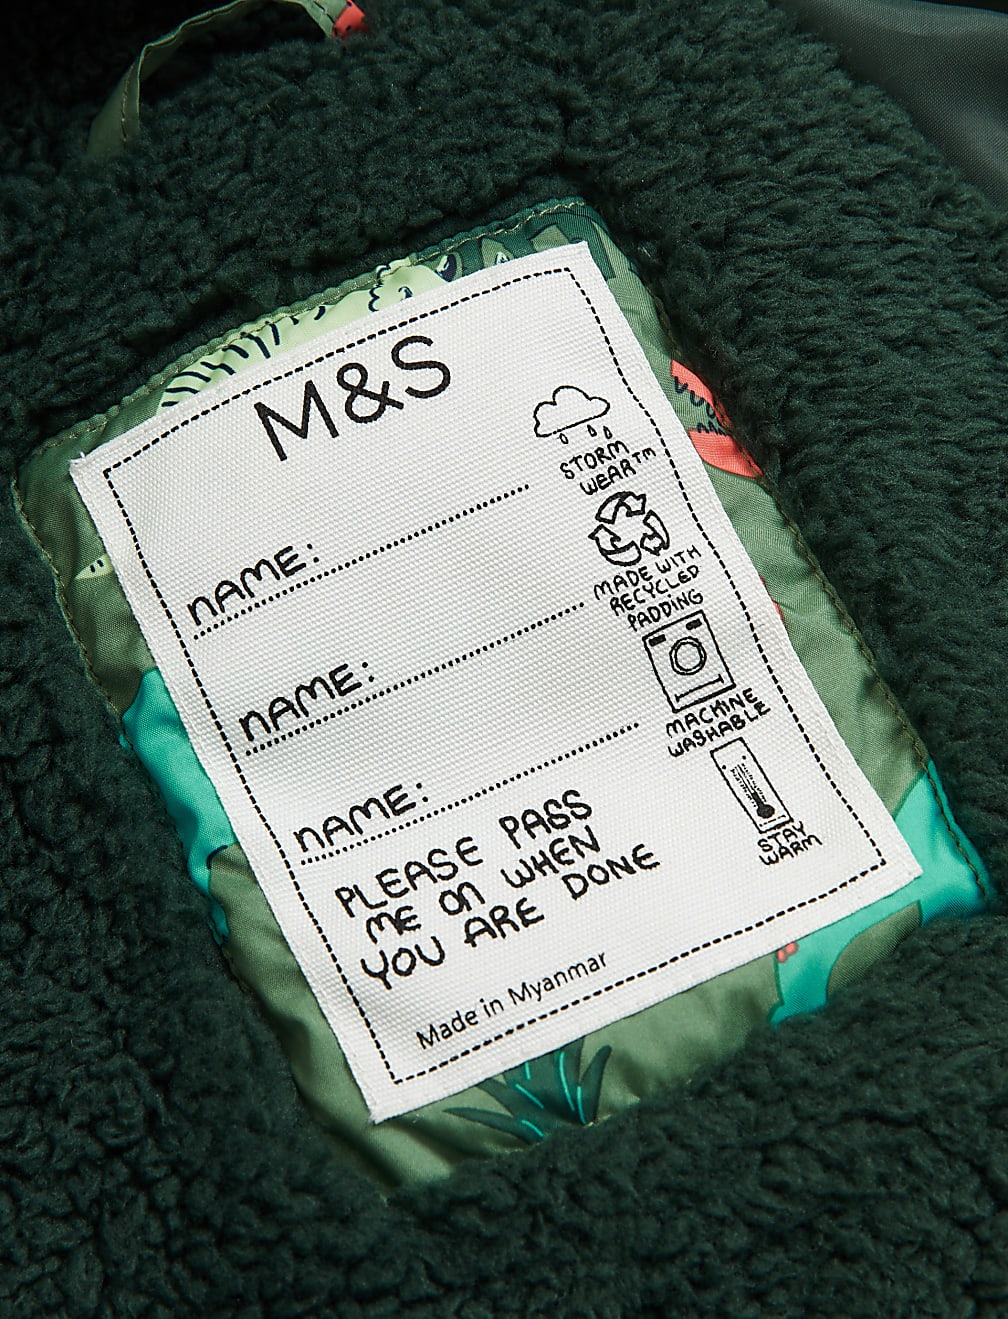 M&S
STORM
WEAR™
NAME:
MADE WITH
RECYCLED
PADDING
NAME:
MACHINE
WASHABLE
NAME:
STAY
WARM
PLEASE PASS
ME ON WHEN
YOU ARE DONE
Made in Myanmar